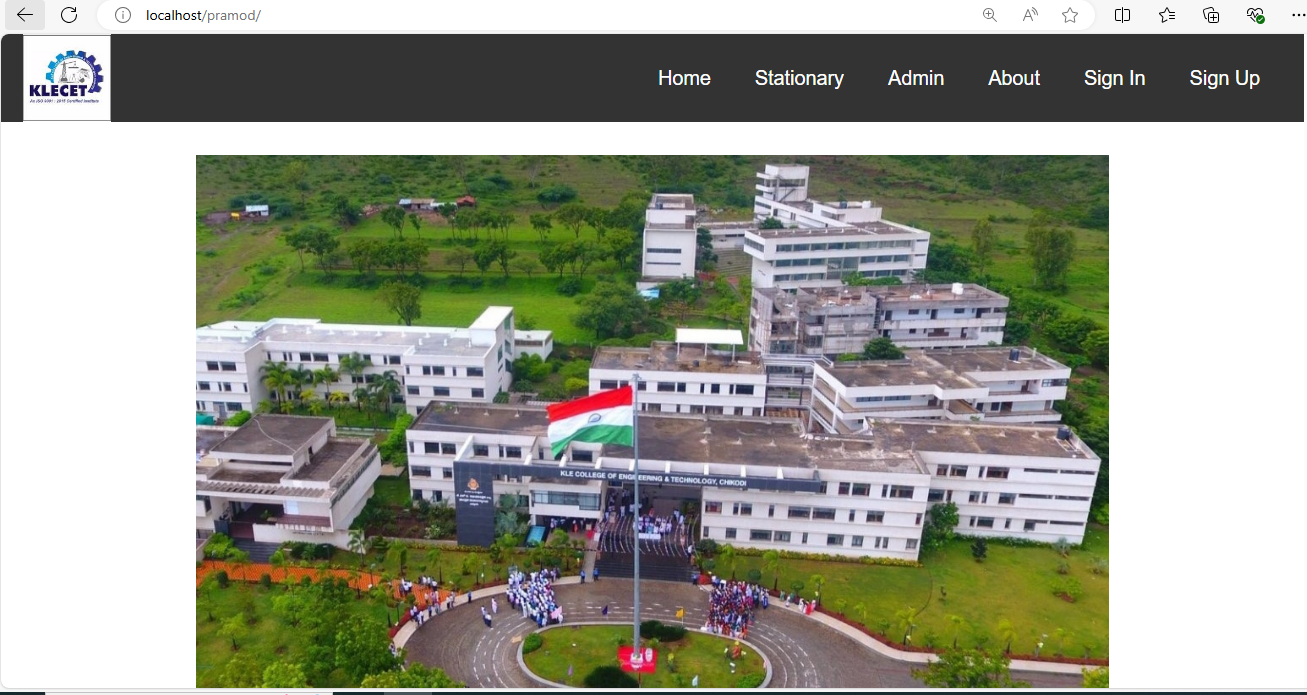 localhost/pramod/
KLECET
An ISO 9001 : 2015 Certified Institute
Home Stationary Admin About Sign In Sign Up
KLE COLLEGE OF ENGINEERING & TECHNOLOGY, CHIKODI